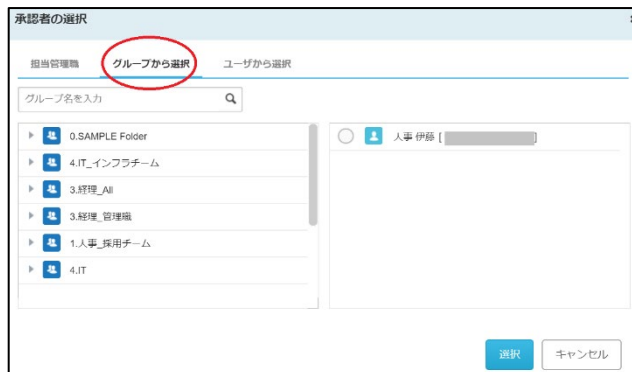 承認者の選択
担当管理職 グループから選択 ユーザから選択
グループ名を入力
0.SAMPLE Folder
4.IT_インフラチーム
3.経理_All
3.経理_管理職
1.人事_採用チーム
4.IT
人事 伊藤 [ ]
選択 キャンセル